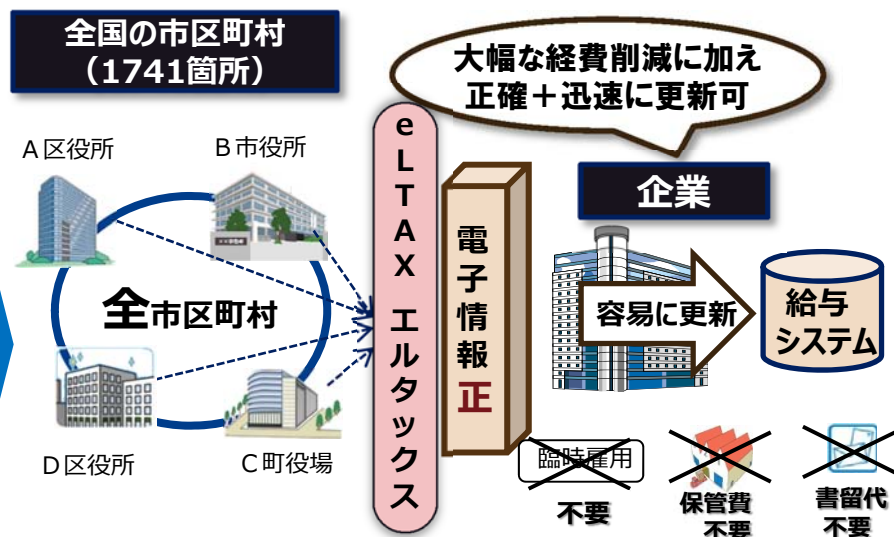 全国の市区町村
（1741箇所）
大幅な経費削減に加え
正確＋迅速に更新可
A区役所
B市役所
全市区町村
D区役所
C町役場
eLTAX エルタックス
電子情報正
企業
容易に更新
給与
システム
臨時雇用
不要
保管費
不要
書留代
不要